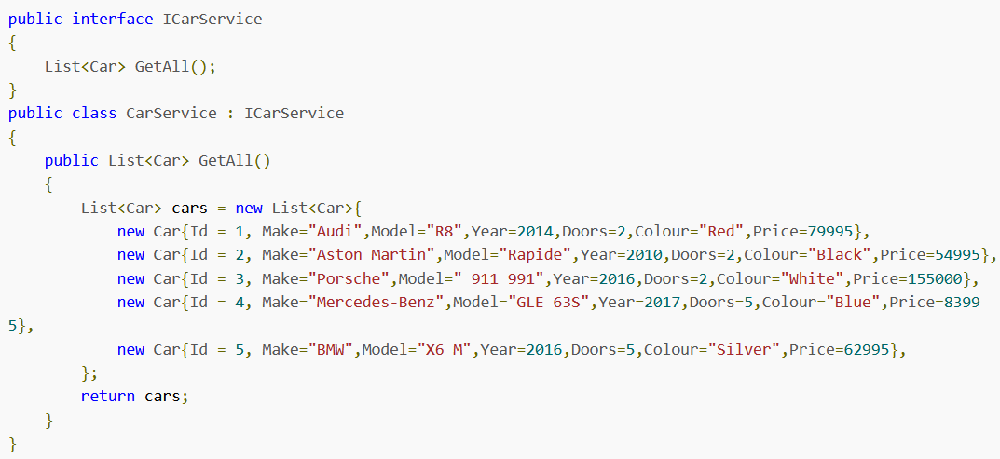 public interface ICarService
{
    List<Car> GetAll();
}
public class CarService : ICarService
{
    public List<Car> GetAll()
    {
        List<Car> cars = new List<Car>{
            new Car{Id = 1, Make="Audi",Model="R8",Year=2014,Doors=2,Colour="Red",Price=79995},
            new Car{Id = 2, Make="Aston Martin",Model="Rapide",Year=2010,Doors=2,Colour="Black",Price=54995},
            new Car{Id = 3, Make="Porsche",Model=" 911 991",Year=2016,Doors=2,Colour="White",Price=155000},
            new Car{Id = 4, Make="Mercedes-Benz",Model="GLE 63S",Year=2017,Doors=5,Colour="Blue",Price=8399
5},
            new Car{Id = 5, Make="BMW",Model="X6 M",Year=2016,Doors=5,Colour="Silver",Price=62995},
        };
        return cars;
    }
}